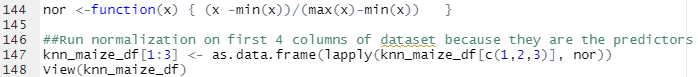 144 nor <-function(x) { (x -min(x))/(max(x)-min(x))   }
145
146 ##Run normalization on first 4 columns of dataset because they are the predictors
147 knn_maize_df[1:3] <- as.data.frame(lapply(knn_maize_df[c(1,2,3)], nor))
148 View(knn_maize_df)